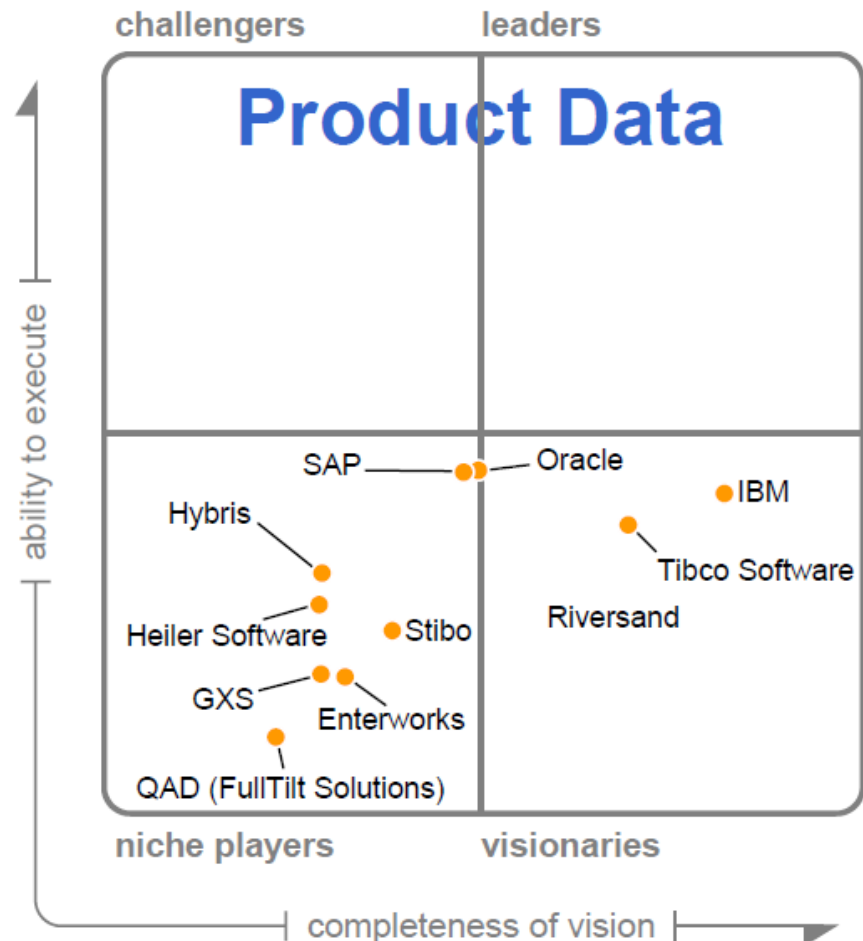 challengers
leaders
Product Data
ability to execute
SAP
Oracle
IBM
Hybris
Tibco Software
Riversand
Heiler Software
Stibo
GXS
Enterworks
QAD (FullTilt Solutions)
niche players
visionaries
completeness of vision